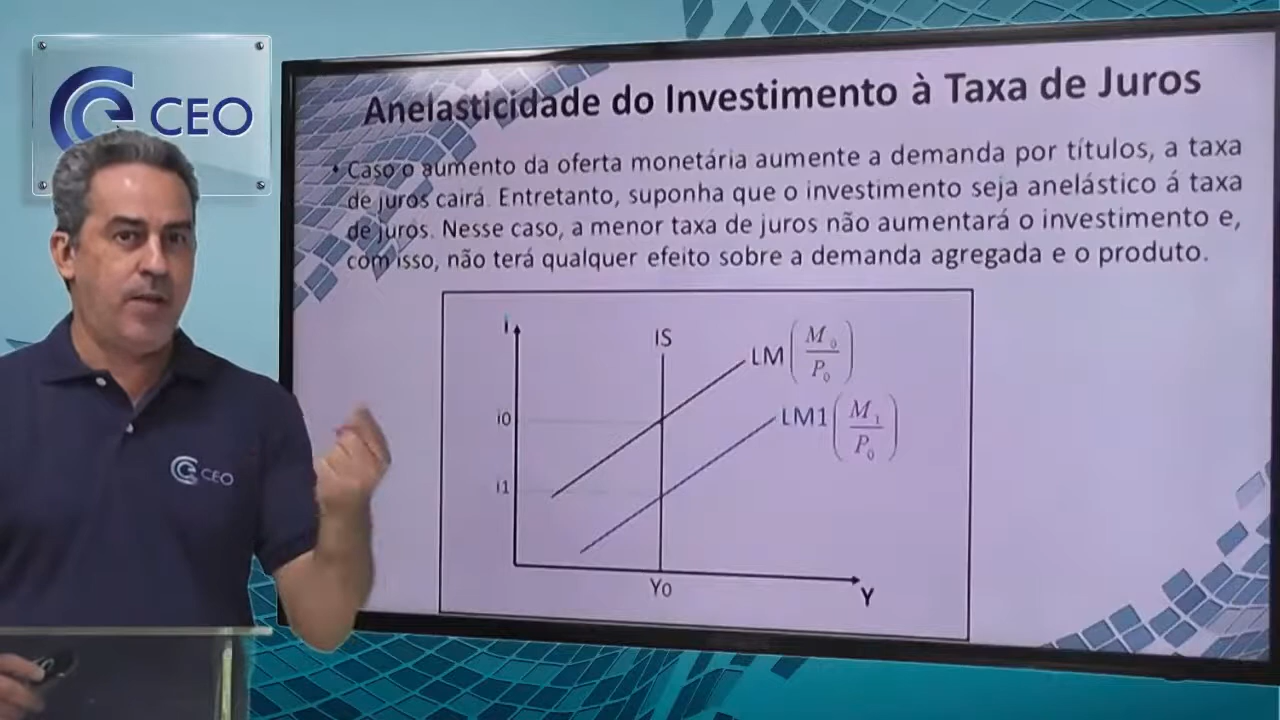 CEO
Anelasticidade do Investimento à Taxa de Juros
• Caso o aumento da oferta monetária aumente a demanda por títulos, a taxa
de juros cairá. Entretanto, suponha que o investimento seja anelástico á taxa
de juros. Nesse caso, a menor taxa de juros não aumentará o investimento e,
com isso, não terá qualquer efeito sobre a demanda agregada e o produto.
i
IS
LM (M₀/P₀)
i0
LM1 (M₁/P₀)
i1
Yo
Y
CEO